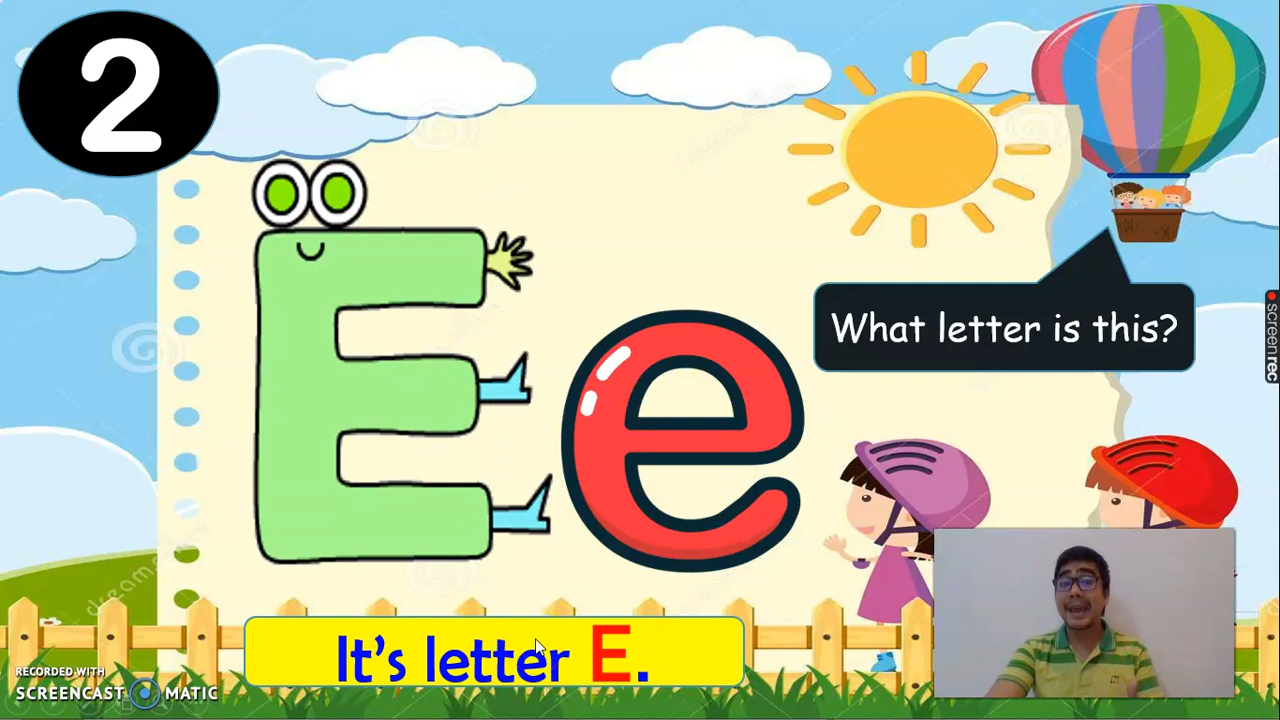 2
Ee
What letter is this?
It's letter E.
RECORDED WITH
SCREENCAST MATIC
screenrec